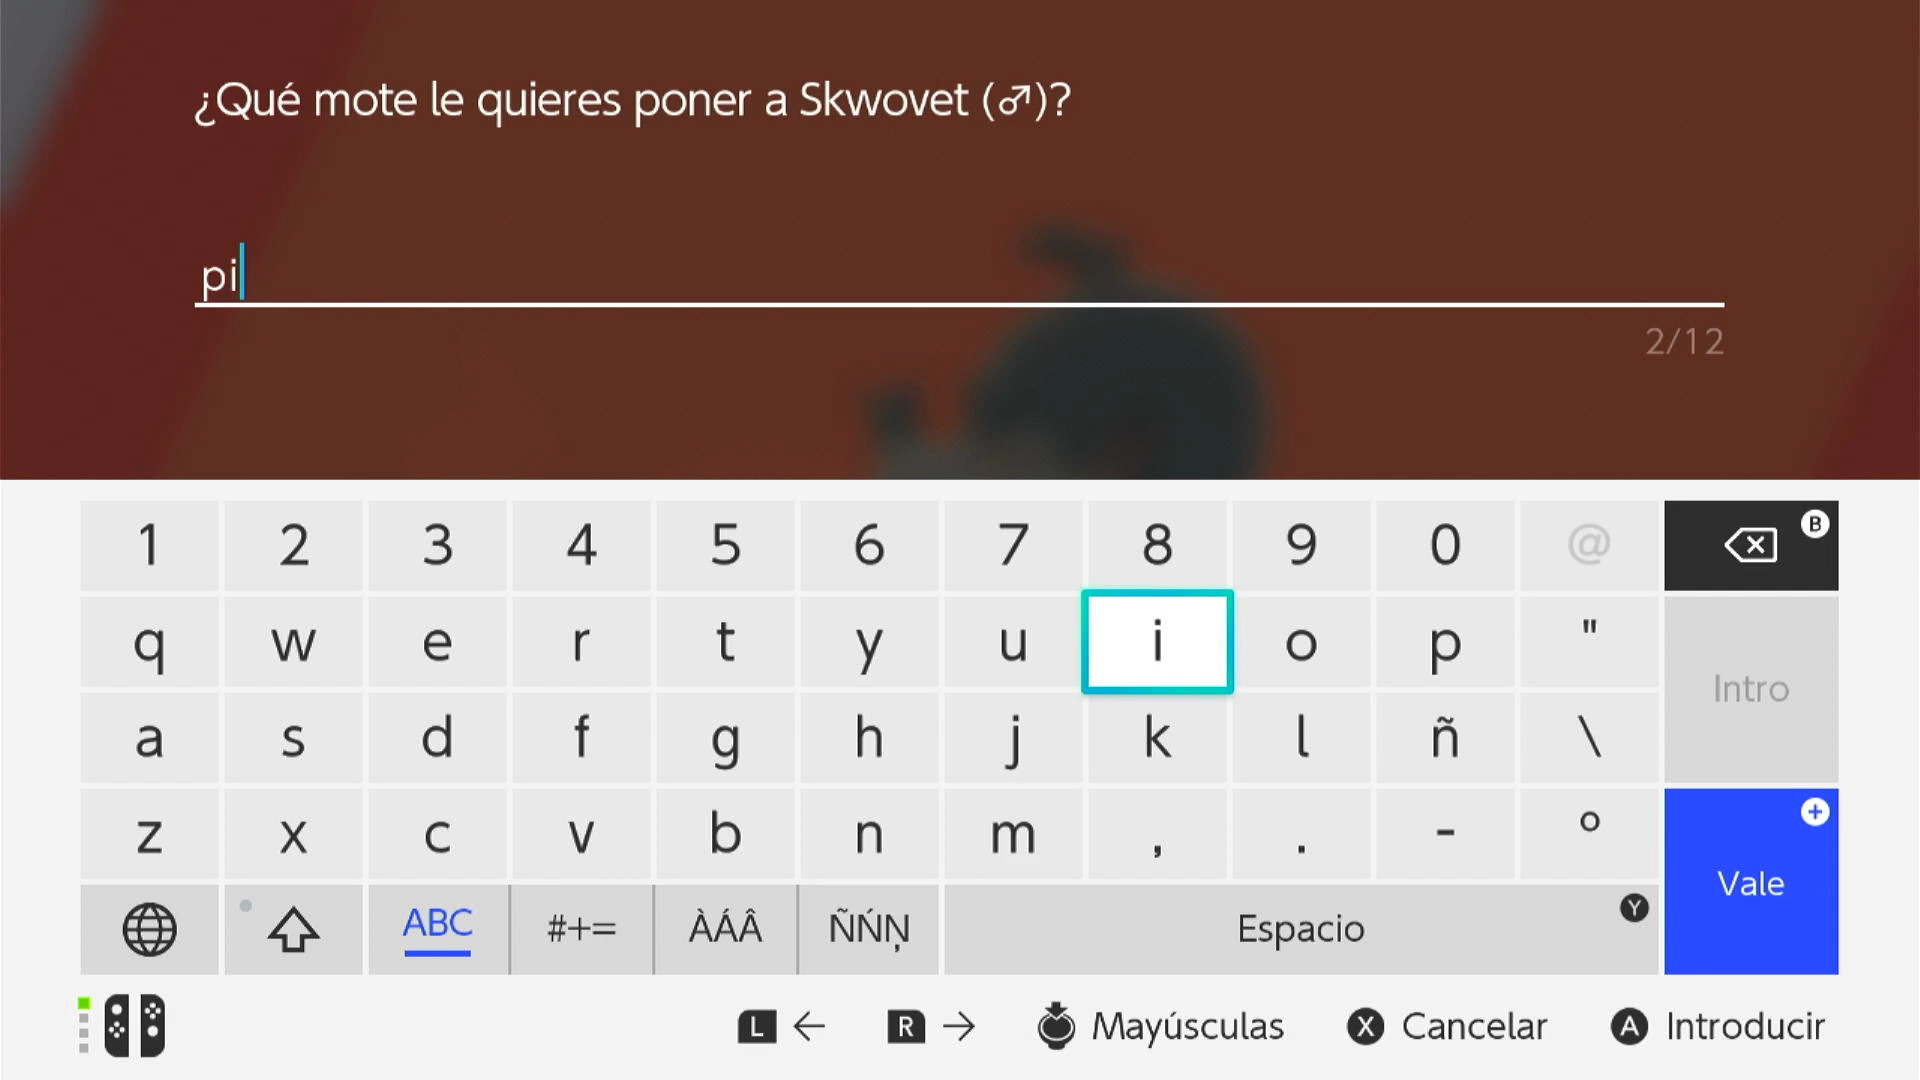 ¿Qué mote le quieres poner a Skwovet (♂)?
pi
2/12
1 2 3 4 5 6 7 8 9 0 @ B
q w e r t y u i o p "
Intro
a s d f g h j k l ñ \
z x c v b n m , . - º +
Vale
ABC #+= ÀÁÂ ÑŃŅ Espacio Y
L ← R → Mayúsculas X Cancelar A Introducir